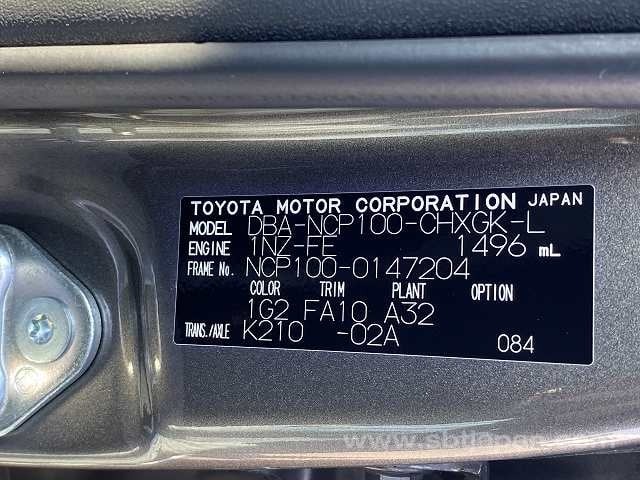 TOYOTA MOTOR CORPORATION JAPAN
MODEL DBA-NCP100-CHXGK-L
ENGINE 1NZ-FE 1496 mL
FRAME No. NCP100-0147204
COLOR TRIM PLANT OPTION
1G2 FA10 A32
TRANS./AXLE K210 -02A 084